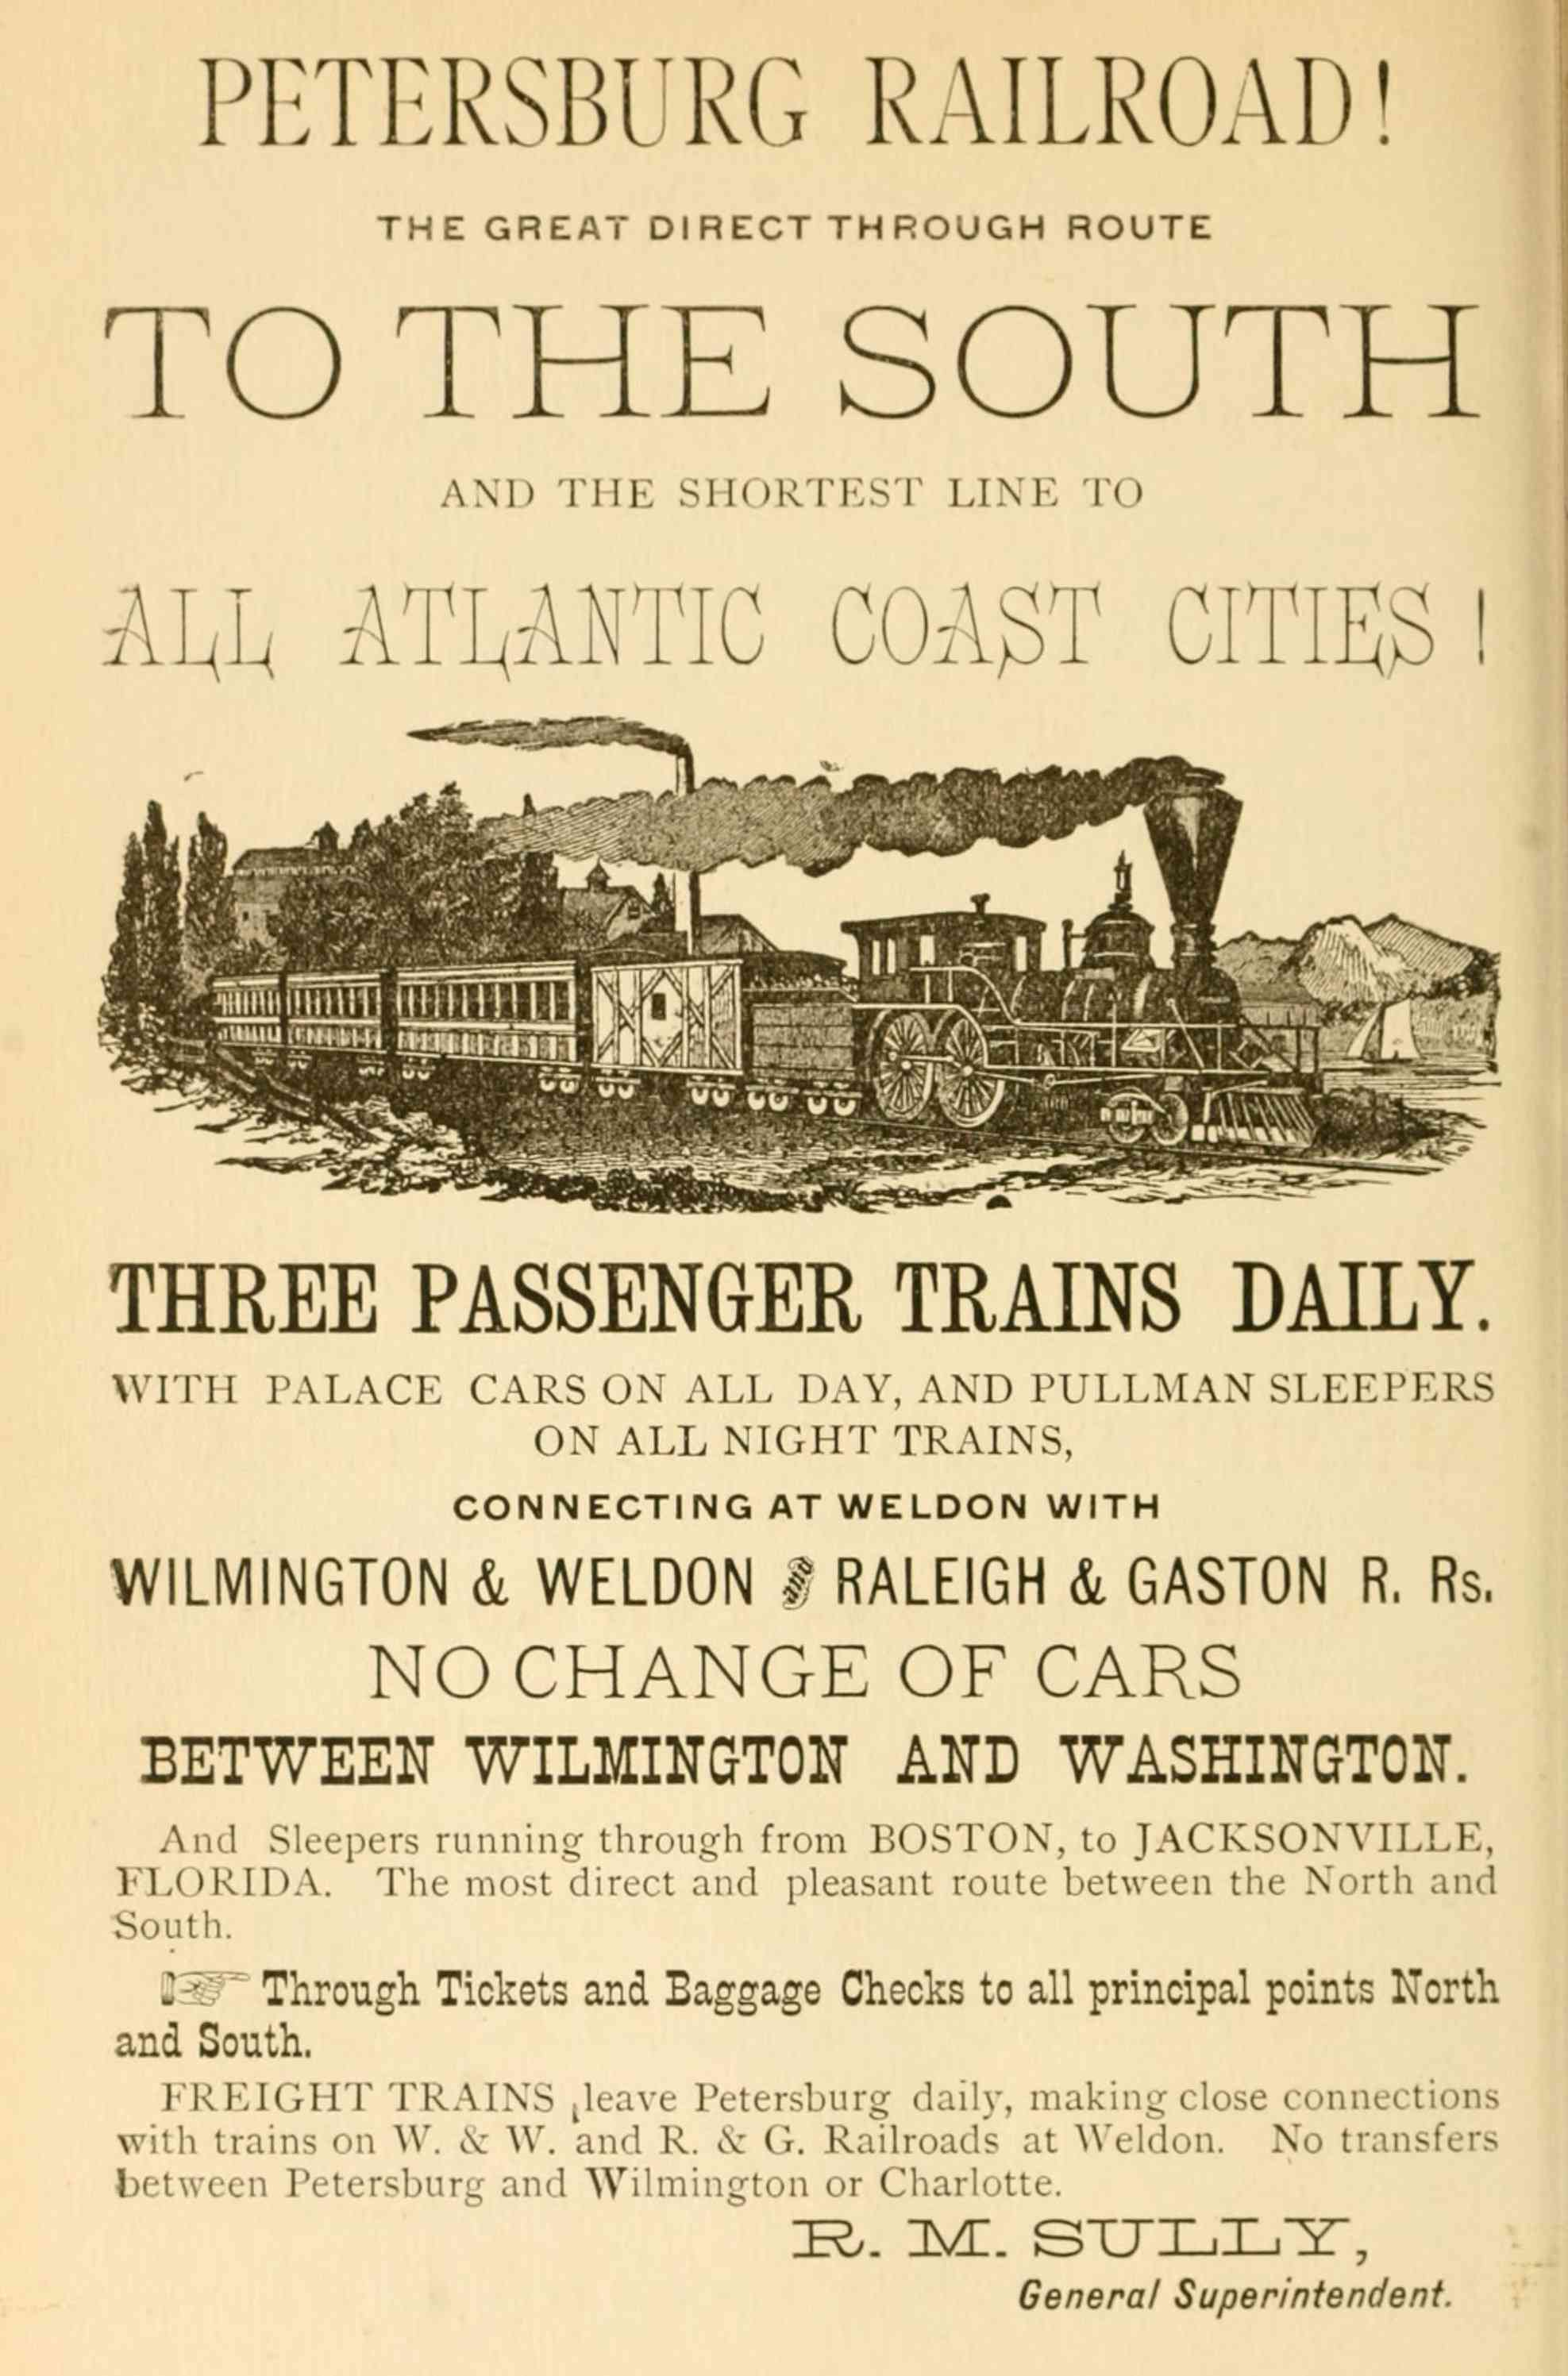 PETERSBURG RAILROAD!
THE GREAT DIRECT THROUGH ROUTE
TO THE SOUTH
AND THE SHORTEST LINE TO
ALL ATLANTIC COAST CITIES!
THREE PASSENGER TRAINS DAILY.
WITH PALACE CARS ON ALL DAY, AND PULLMAN SLEEPERS
ON ALL NIGHT TRAINS,
CONNECTING AT WELDON WITH
WILMINGTON & WELDON and RALEIGH & GASTON R. Rs.
NO CHANGE OF CARS
BETWEEN WILMINGTON AND WASHINGTON.
And Sleepers running through from BOSTON, to JACKSONVILLE,
FLORIDA. The most direct and pleasant route between the North and
South.
☞ Through Tickets and Baggage Checks to all principal points North
and South.
FREIGHT TRAINS leave Petersburg daily, making close connections
with trains on W. & W. and R. & G. Railroads at Weldon. No transfers
between Petersburg and Wilmington or Charlotte.
R. M. SULLY,
General Superintendent.